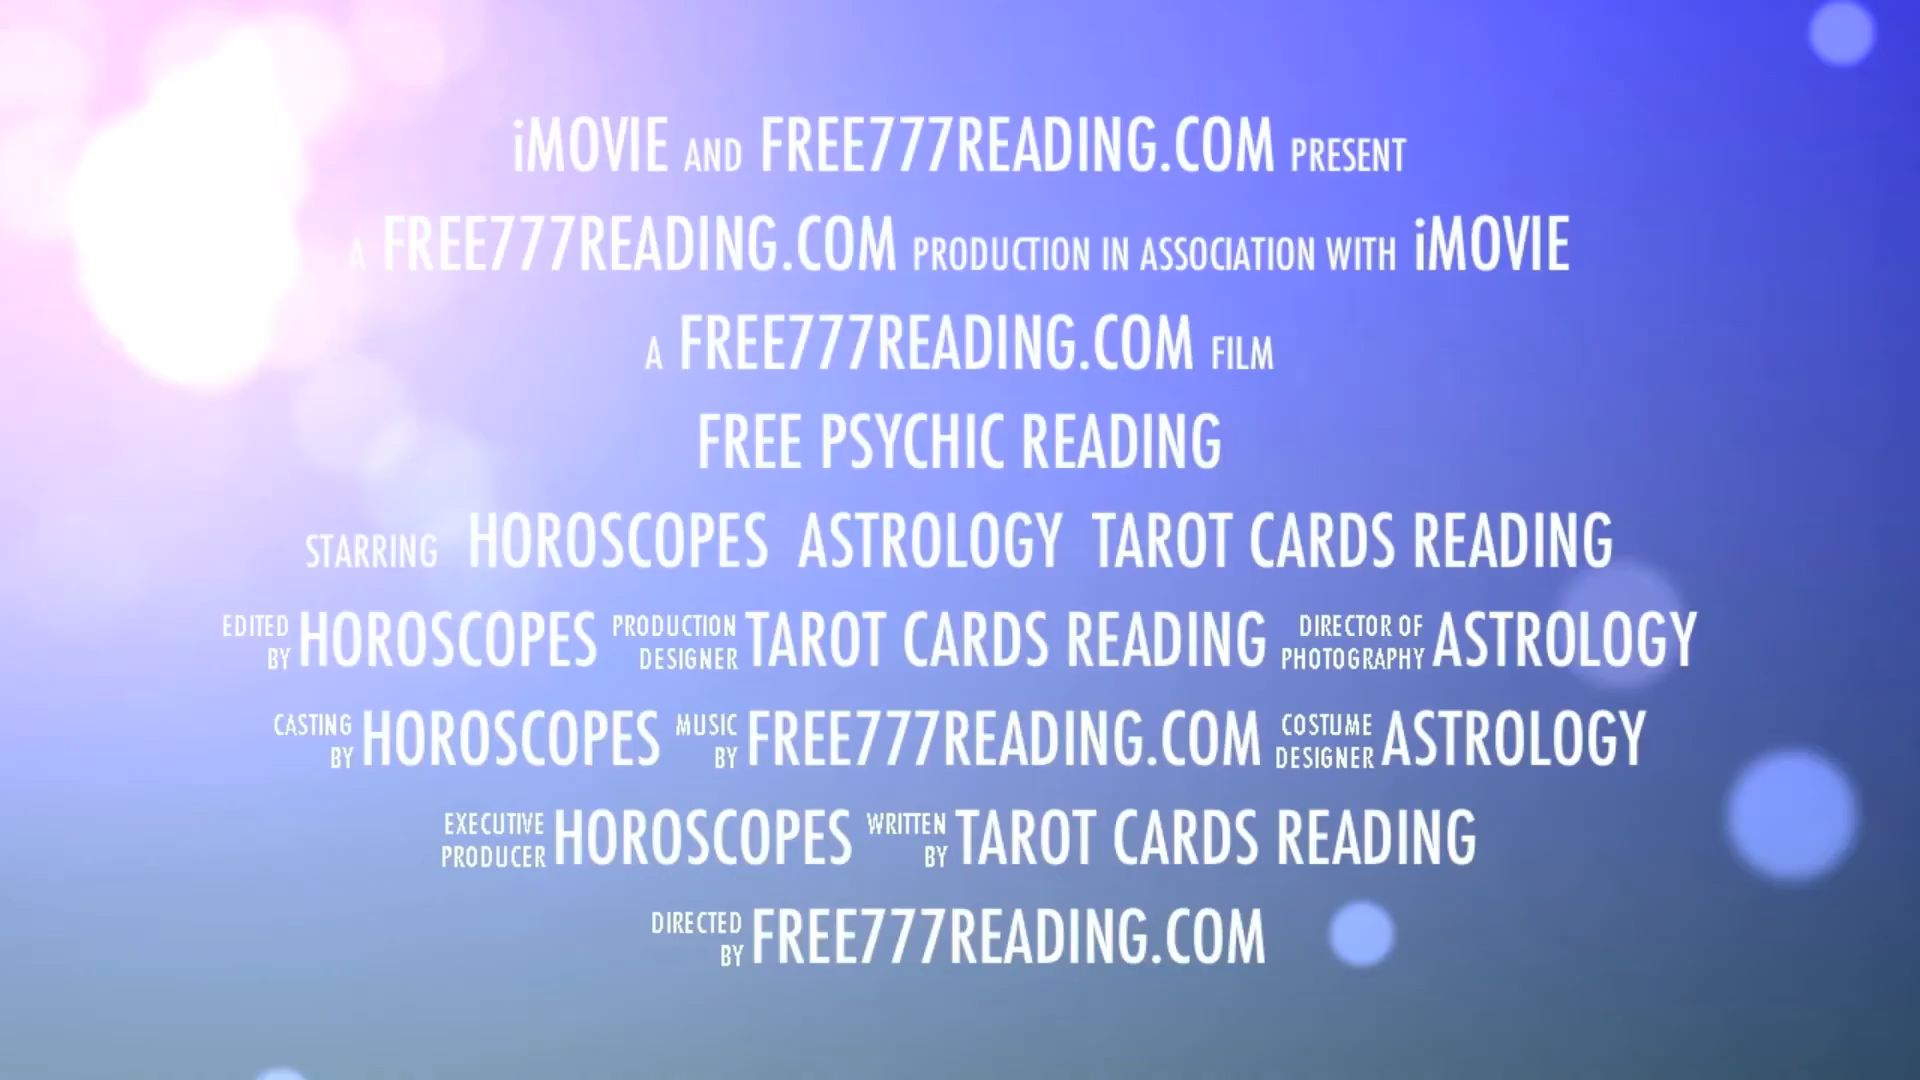 iMOVIE AND FREE777READING.COM PRESENT
A FREE777READING.COM PRODUCTION IN ASSOCIATION WITH iMOVIE
A FREE777READING.COM FILM
FREE PSYCHIC READING
STARRING HOROSCOPES ASTROLOGY TAROT CARDS READING
EDITED BY HOROSCOPES PRODUCTION DESIGNER TAROT CARDS READING DIRECTOR OF PHOTOGRAPHY ASTROLOGY
CASTING BY HOROSCOPES MUSIC BY FREE777READING.COM COSTUME DESIGNER ASTROLOGY
EXECUTIVE PRODUCER HOROSCOPES WRITTEN BY TAROT CARDS READING
DIRECTED BY FREE777READING.COM